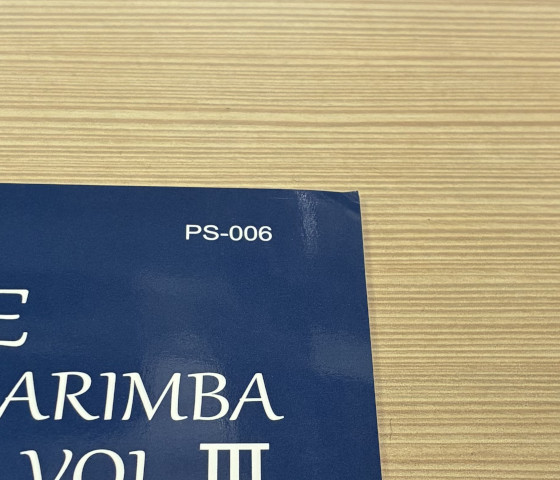 PS-006
E
ARIMBA
VOL III